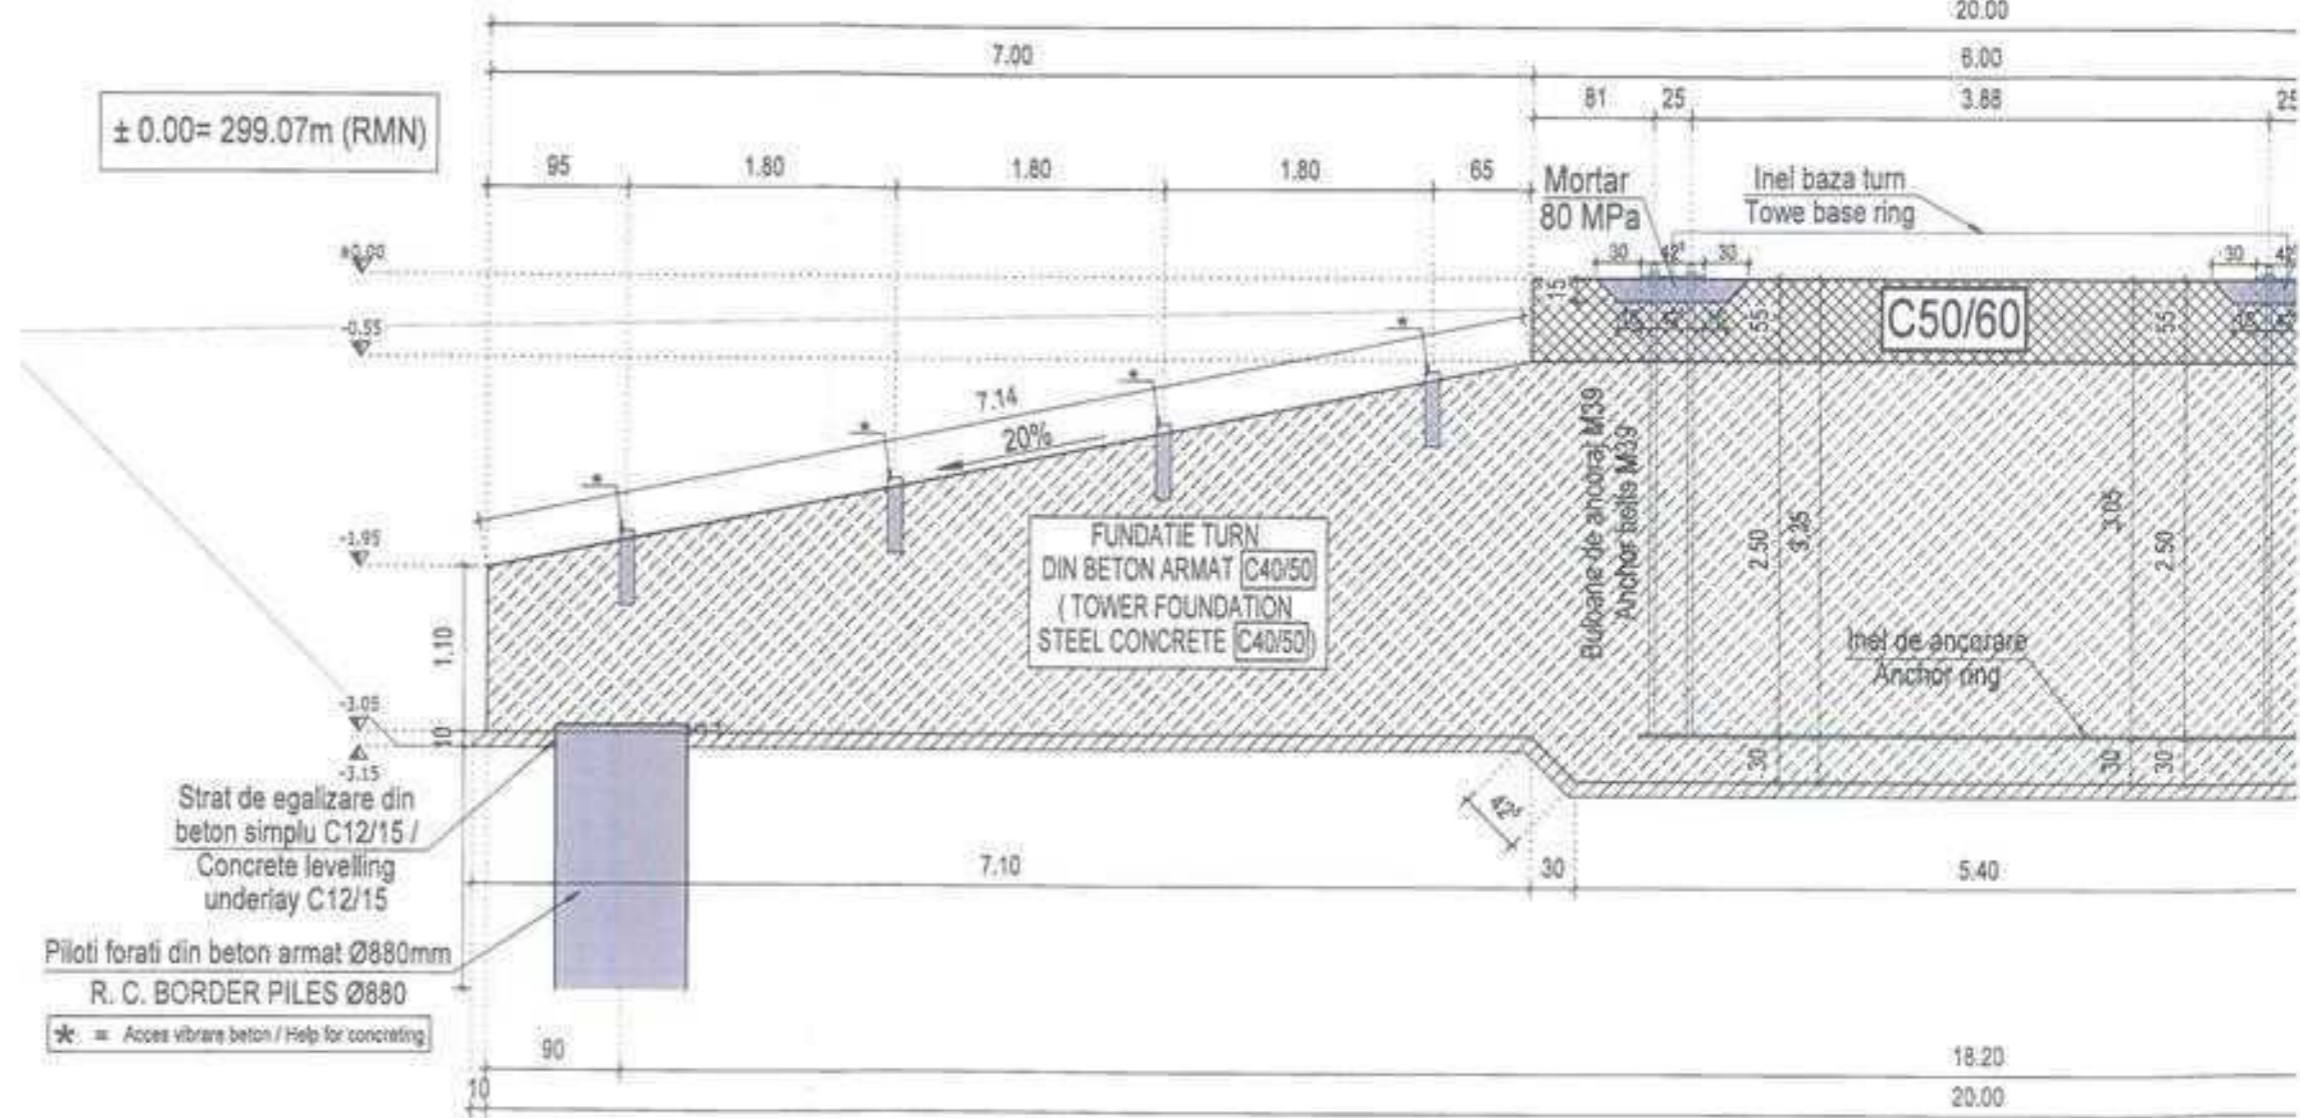 20.00
7.00
6.00
81
25
3.88
25
± 0.00= 299.07m (RMN)
95
1.80
1.80
1.80
65
Mortar
80 MPa
Inel baza turn
Towe base ring
±0.00
30
42⁵
30
30
42
-0.55
15
55
C50/60
55
*
*
*
*
7.14
20%
Buloane de ancoraj M39
Anchor bolts M39
-1.95
FUNDATIE TURN
DIN BETON ARMAT C40/50
( TOWER FOUNDATION
STEEL CONCRETE C40/50)
2.50
3.35
3.05
2.50
1.10
Inel de ancorare
Anchor ring
-3.05
10
-3.15
30
30
30
Strat de egalizare din
beton simplu C12/15 /
Concrete levelling
underlay C12/15
42⁵
7.10
30
5.40
Piloti forati din beton armat Ø880mm
R. C. BORDER PILES Ø880
* = Acces vibrare beton / Help for concreting
90
18.20
10
20.00